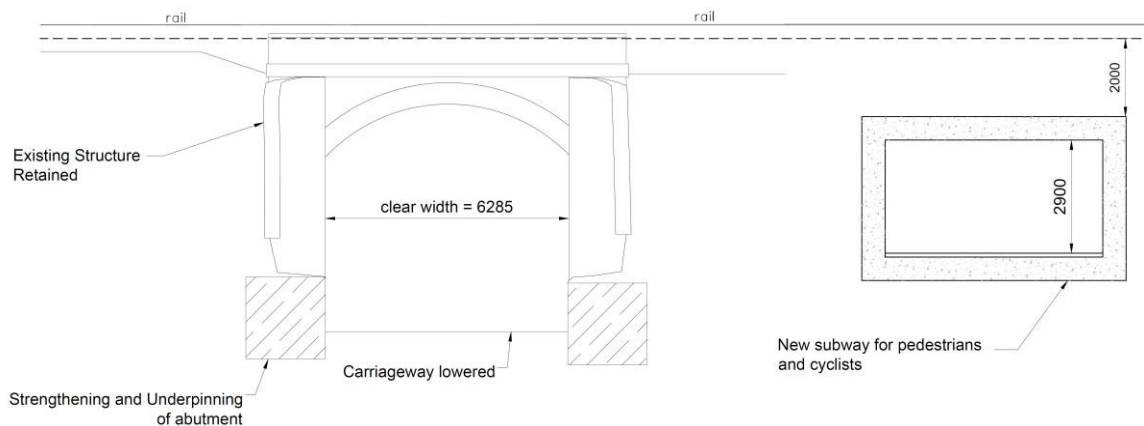 rail
rail
2000
Existing Structure
Retained
clear width = 6285
2900
New subway for pedestrians
and cyclists
Carriageway lowered
Strengthening and Underpinning
of abutment